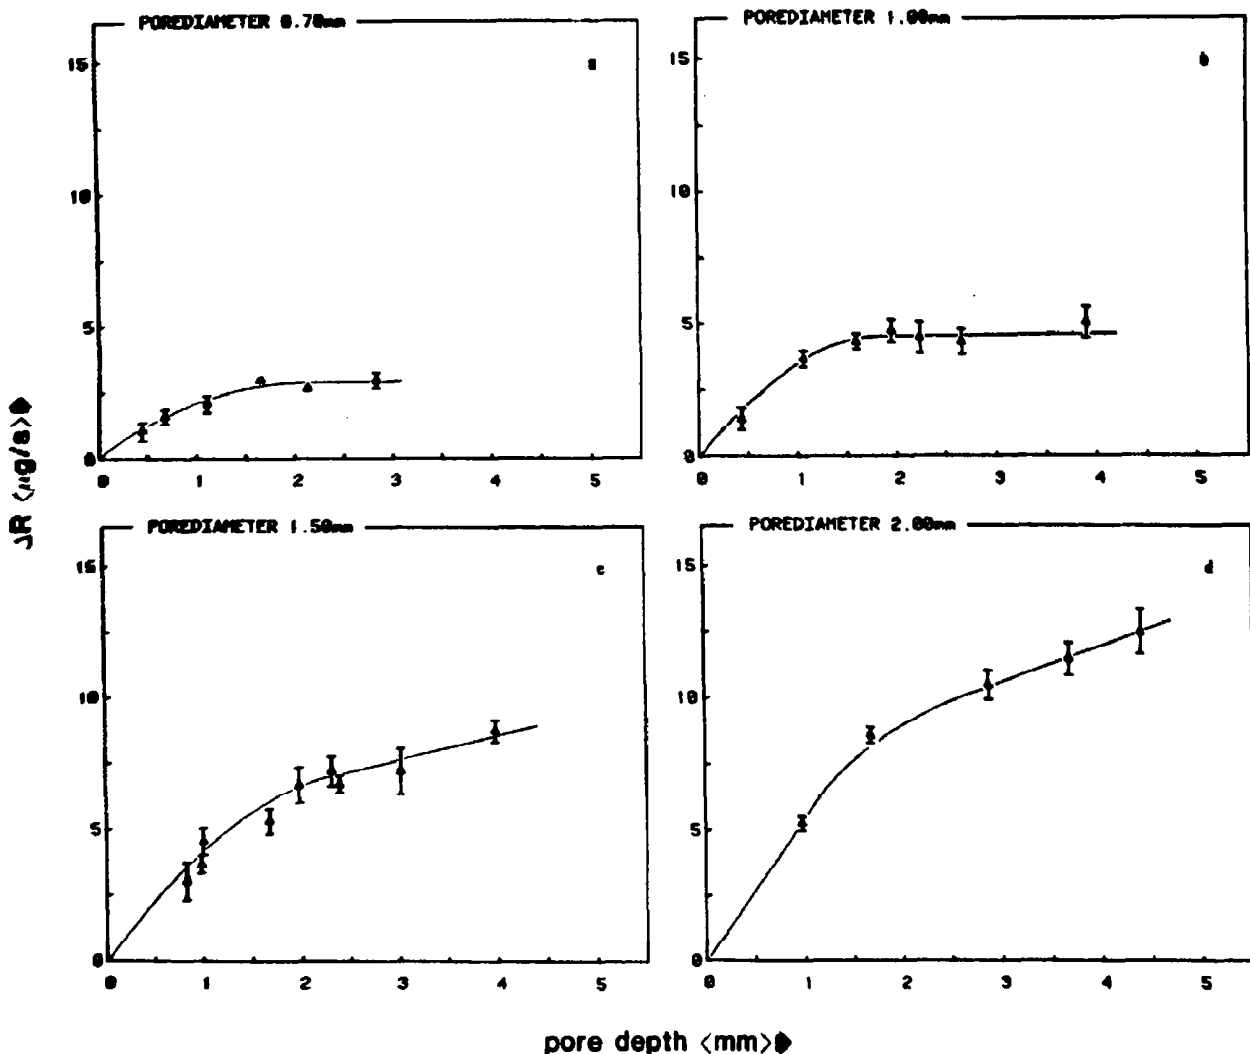 POREDIAMETER 0.70mm
a
15
10
5
0
0 1 2 3 4 5
POREDIAMETER 1.00mm
b
15
10
5
0
0 1 2 3 4 5
JR <µg/s>
POREDIAMETER 1.50mm
c
15
10
5
0
0 1 2 3 4 5
POREDIAMETER 2.00mm
d
15
10
5
0
0 1 2 3 4 5
pore depth <mm>